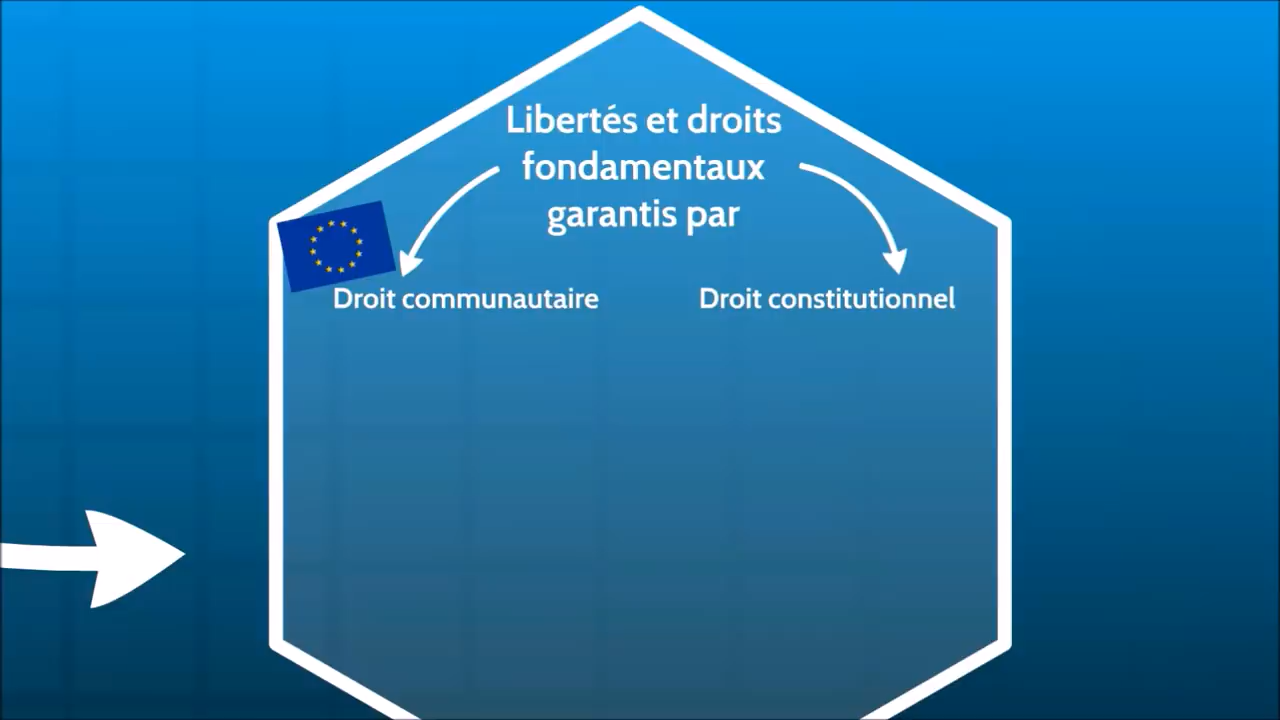 Libertés et droits
fondamentaux
garantis par
Droit communautaire
Droit constitutionnel